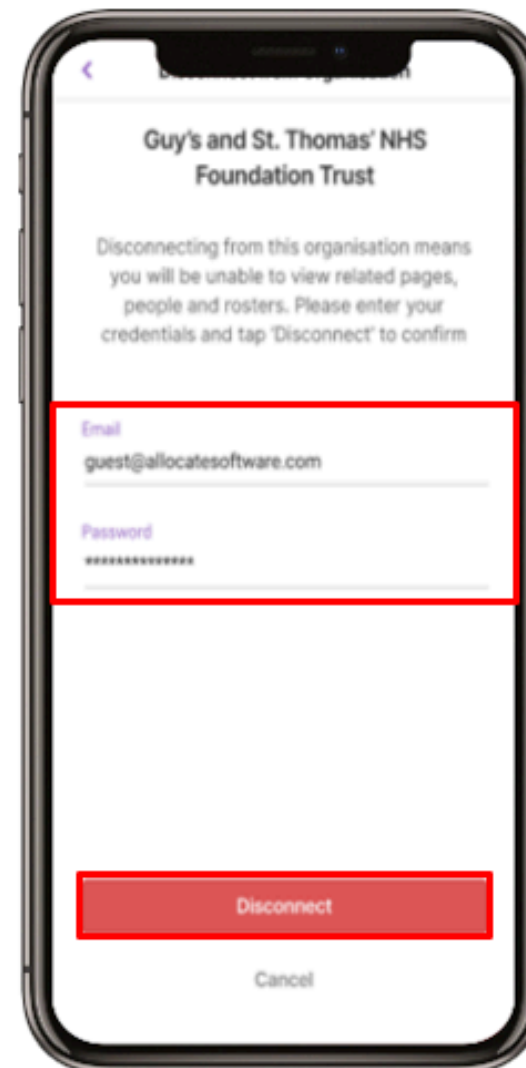 Guy's and St. Thomas' NHS
Foundation Trust
Disconnecting from this organisation means
you will be unable to view related pages,
people and rosters. Please enter your
credentials and tap 'Disconnect' to confirm
Email
guest@allocatesoftware.com
Password
**************
Disconnect
Cancel